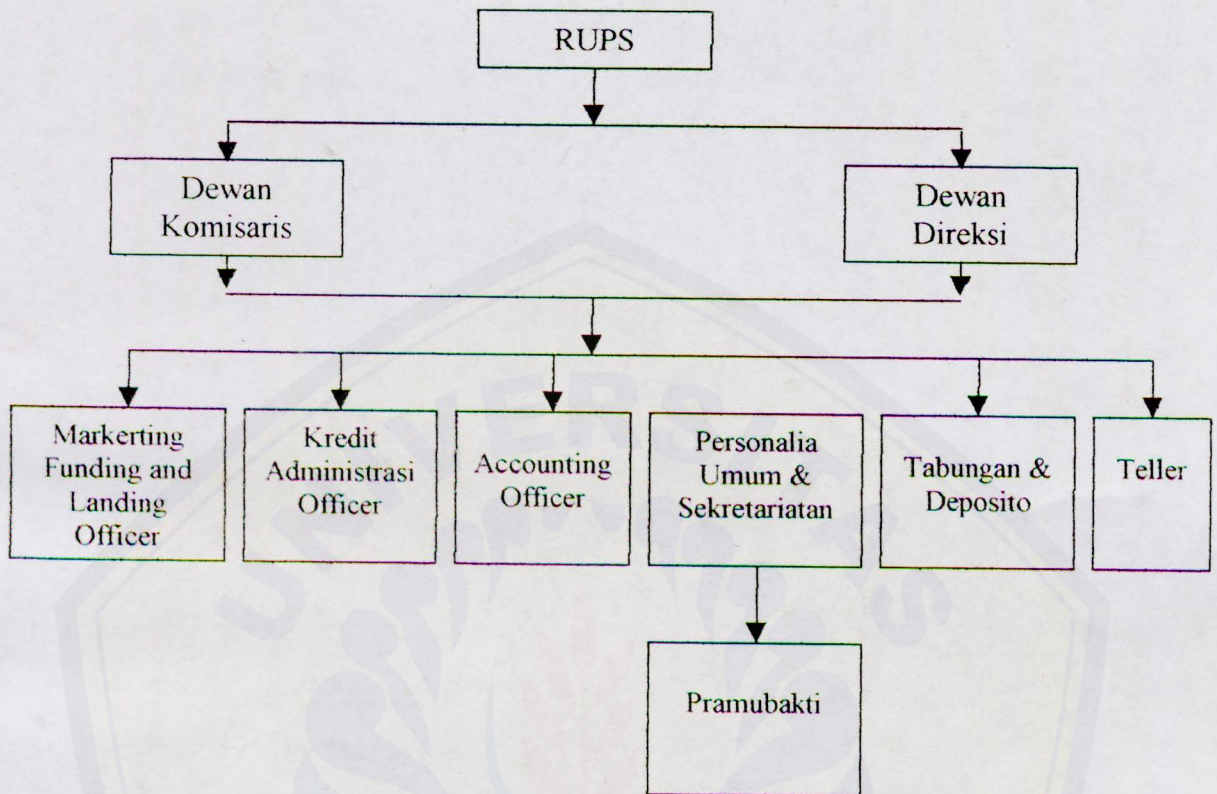 RUPS
Dewan
Komisaris
Dewan
Direksi
Markerting
Funding and
Landing
Officer
Kredit
Administrasi
Officer
Accounting
Officer
Personalia
Umum &
Sekretariatan
Tabungan &
Deposito
Teller
Pramubakti
UNIVERSITAS